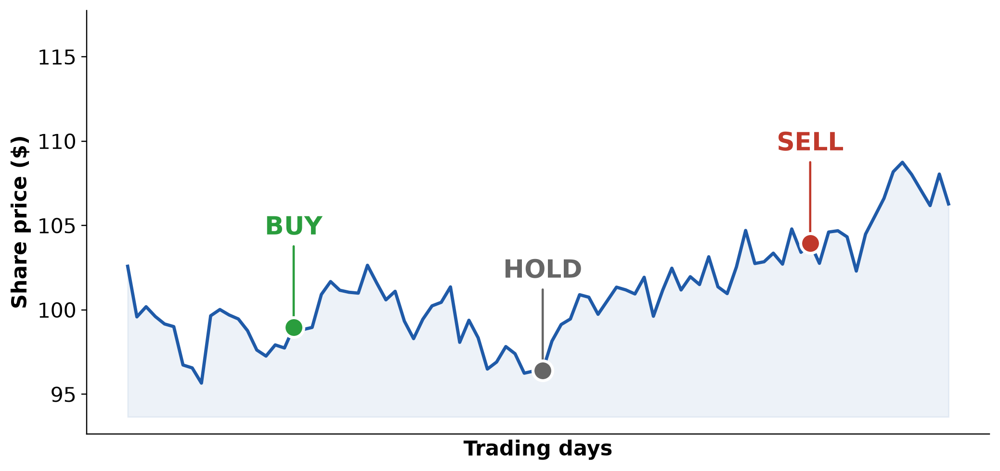 115
110
105
100
95
Share price ($)
SELL
BUY
HOLD
Trading days